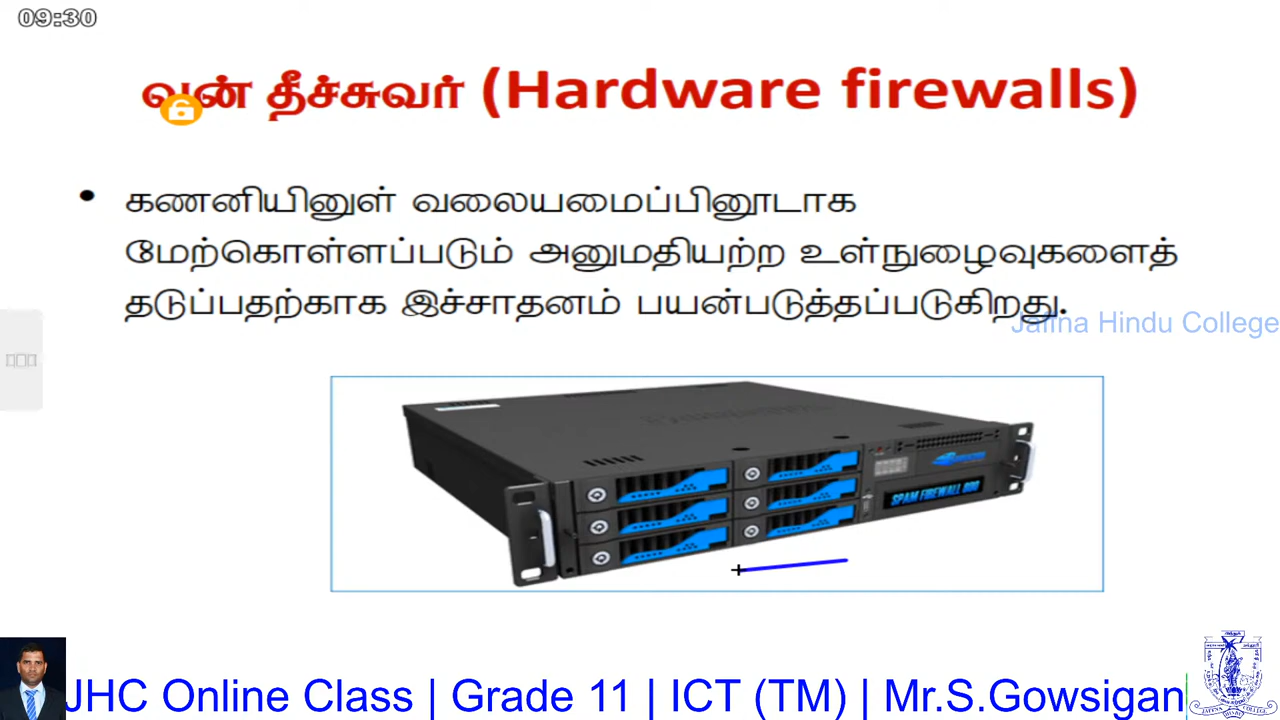 09:30
வன் தீச்சுவர் (Hardware firewalls)
• கணனியினுள் வலையமைப்பினூடாக
மேற்கொள்ளப்படும் அனுமதியற்ற உள்நுழைவுகளைத்
தடுப்பதற்காக இச்சாதனம் பயன்படுத்தப்படுகிறது.
Jaffna Hindu College
SPAM FIREWALL 800
JHC Online Class | Grade 11 | ICT (TM) | Mr.S.Gowsigan